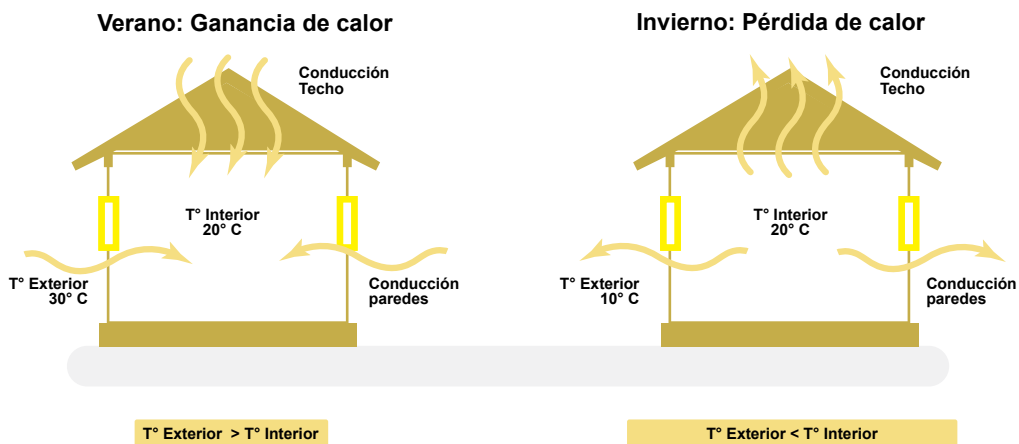 Verano: Ganancia de calor
Conducción
Techo
T° Interior
20° C
T° Exterior
30° C
Conducción
paredes
T° Exterior > T° Interior
Invierno: Pérdida de calor
Conducción
Techo
T° Interior
20° C
T° Exterior
10° C
Conducción
paredes
T° Exterior < T° Interior